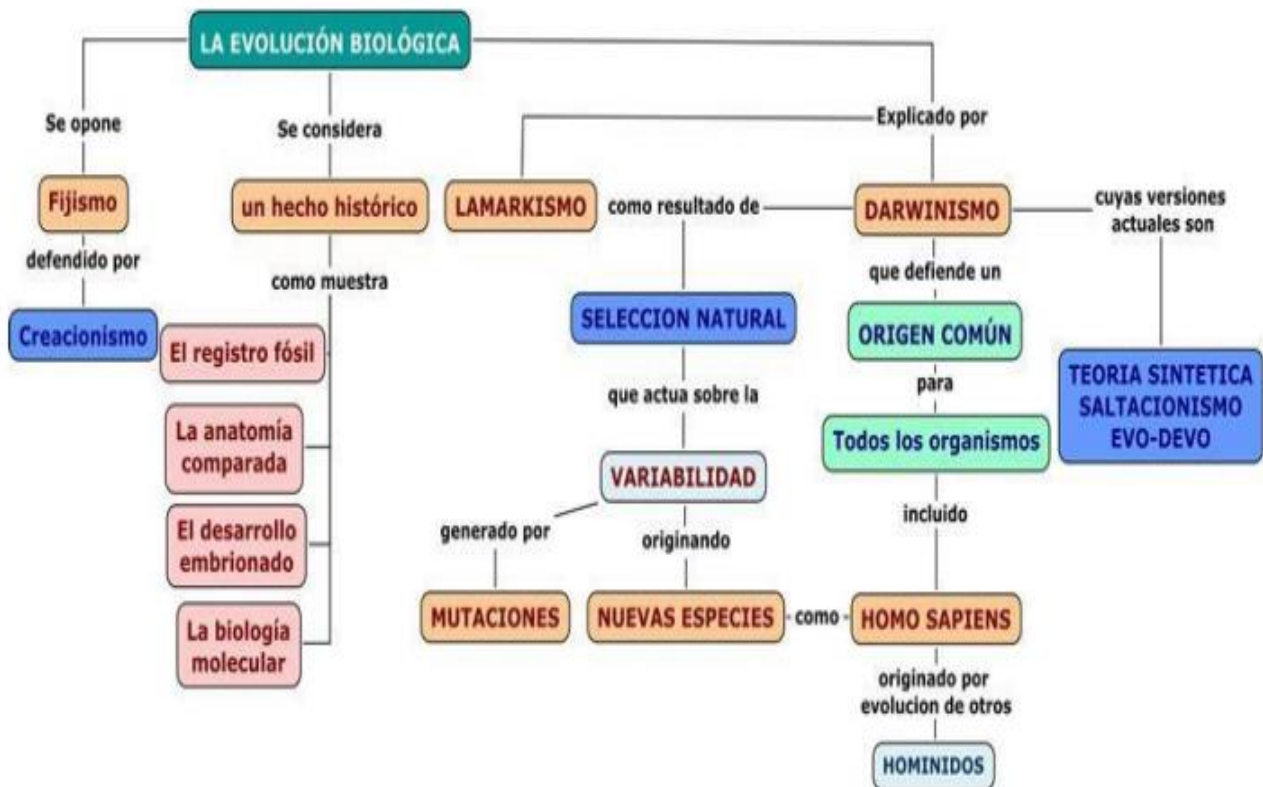 LA EVOLUCIÓN BIOLÓGICA
Se opone
Fijismo
defendido por
Creacionismo
Se considera
un hecho histórico
como muestra
El registro fósil
La anatomía
comparada
El desarrollo
embrionado
La biología
molecular
Explicado por
LAMARKISMO
DARWINISMO
como resultado de
SELECCION NATURAL
que actua sobre la
VARIABILIDAD
generado por
MUTACIONES
originando
NUEVAS ESPECIES
como
HOMO SAPIENS
que defiende un
ORIGEN COMÚN
para
Todos los organismos
incluido
originado por
evolucion de otros
HOMINIDOS
cuyas versiones
actuales son
TEORIA SINTETICA
SALTACIONISMO
EVO-DEVO